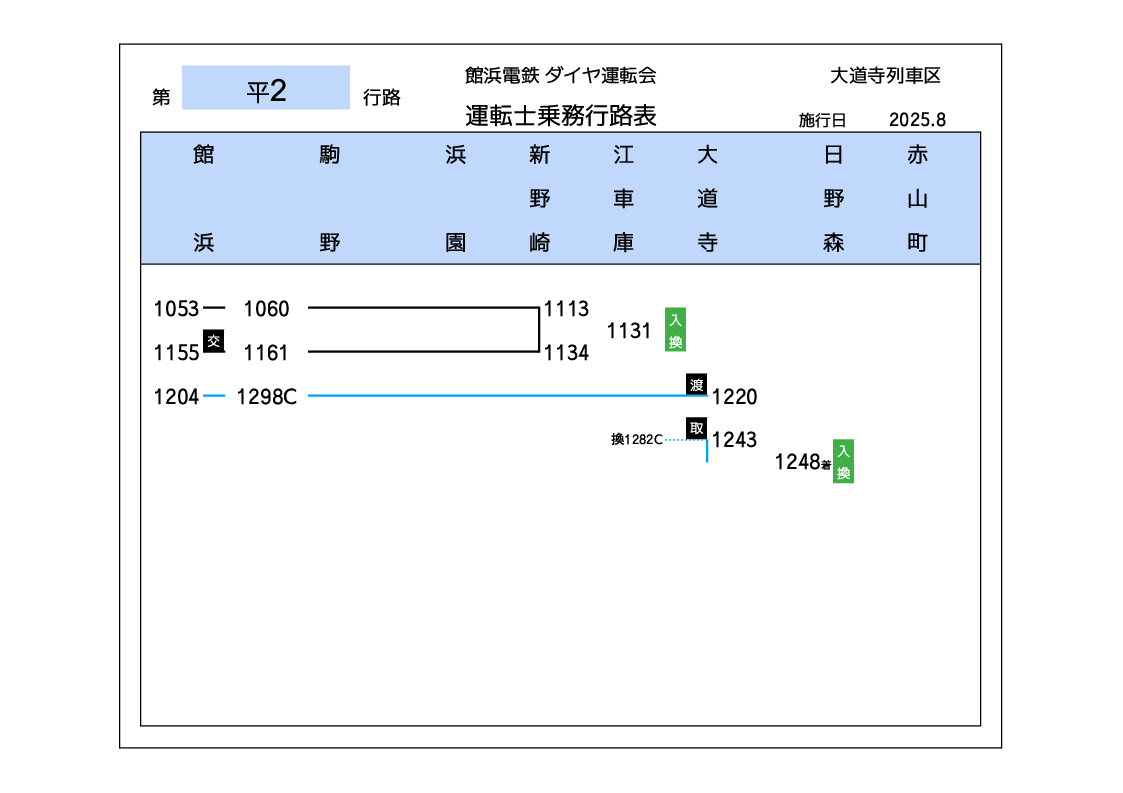 館浜電鉄 ダイヤ運転会
大道寺列車区
第 平2 行路
運転士乗務行路表
施行日 2025.8
館浜 駒野 浜園 新野崎 江車庫 大道寺 日野森 赤山町
1053 1060 1113
1131 入換
交
1155 1161 1134
渡
1204 1298C 1220
取
換1282C 1243
1248着 入換